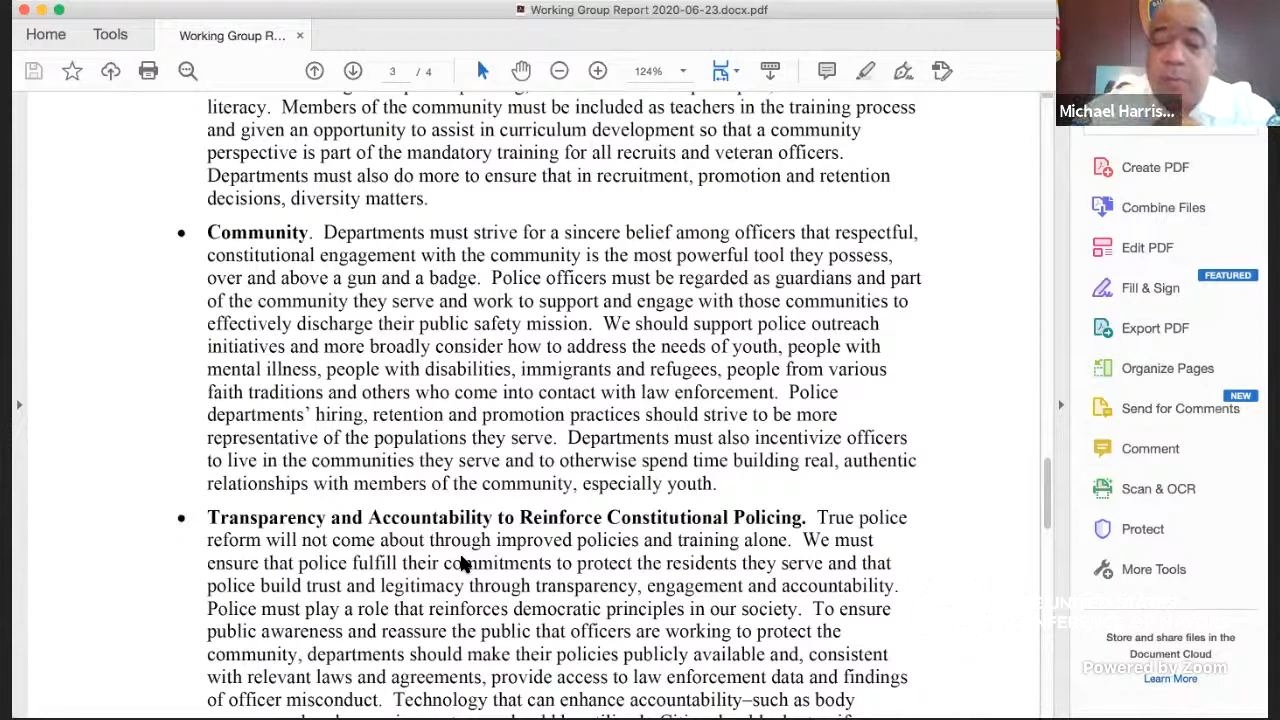 Working Group Report 2020-06-23.docx.pdf
Home
Tools
Working Group R... ×
3 / 4
124%
Michael Harris...
literacy. Members of the community must be included as teachers in the training process
and given an opportunity to assist in curriculum development so that a community
perspective is part of the mandatory training for all recruits and veteran officers.
Departments must also do more to ensure that in recruitment, promotion and retention
decisions, diversity matters.
• Community. Departments must strive for a sincere belief among officers that respectful,
constitutional engagement with the community is the most powerful tool they possess,
over and above a gun and a badge. Police officers must be regarded as guardians and part
of the community they serve and work to support and engage with those communities to
effectively discharge their public safety mission. We should support police outreach
initiatives and more broadly consider how to address the needs of youth, people with
mental illness, people with disabilities, immigrants and refugees, people from various
faith traditions and others who come into contact with law enforcement. Police
departments' hiring, retention and promotion practices should strive to be more
representative of the populations they serve. Departments must also incentivize officers
to live in the communities they serve and to otherwise spend time building real, authentic
relationships with members of the community, especially youth.
• Transparency and Accountability to Reinforce Constitutional Policing. True police
reform will not come about through improved policies and training alone. We must
ensure that police fulfill their commitments to protect the residents they serve and that
police build trust and legitimacy through transparency, engagement and accountability.
Police must play a role that reinforces democratic principles in our society. To ensure
public awareness and reassure the public that officers are working to protect the
community, departments should make their policies publicly available and, consistent
with relevant laws and agreements, provide access to law enforcement data and findings
of officer misconduct. Technology that can enhance accountability–such as body
Create PDF
Combine Files
Edit PDF
FEATURED
Fill & Sign
Export PDF
Organize Pages
NEW
Send for Comments
Comment
Scan & OCR
Protect
More Tools
UNITED STATES
Store and share files in the
Document Cloud
Learn More
Powered by Zoom